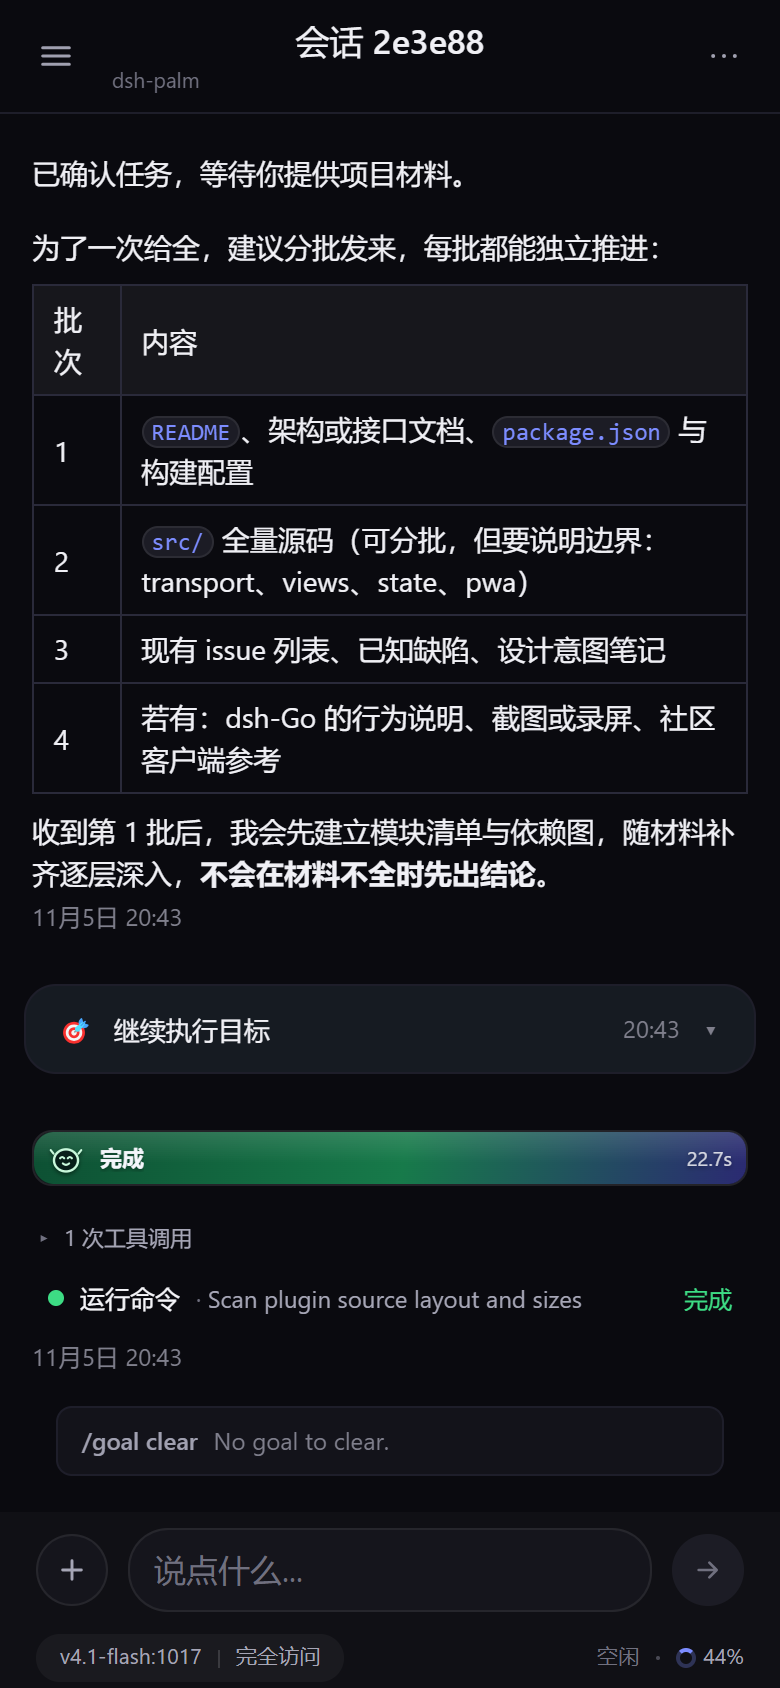 会话 2e3e88
dsh-palm
已确认任务，等待你提供项目材料。
为了一次给全，建议分批发来，每批都能独立推进：
批次
内容
1
README、架构或接口文档、package.json 与
构建配置
2
src/ 全量源码（可分批，但要说明边界：
transport、views、state、pwa）
3
现有 issue 列表、已知缺陷、设计意图笔记
4
若有：dsh-Go 的行为说明、截图或录屏、社区
客户端参考
收到第 1 批后，我会先建立模块清单与依赖图，随材料补
齐逐层深入，不会在材料不全时先出结论。
11月5日 20:43
继续执行目标 20:43
完成 22.7s
1 次工具调用
运行命令 · Scan plugin source layout and sizes 完成
11月5日 20:43
/goal clear No goal to clear.
说点什么...
v4.1-flash:1017 | 完全访问 空闲 · 44%